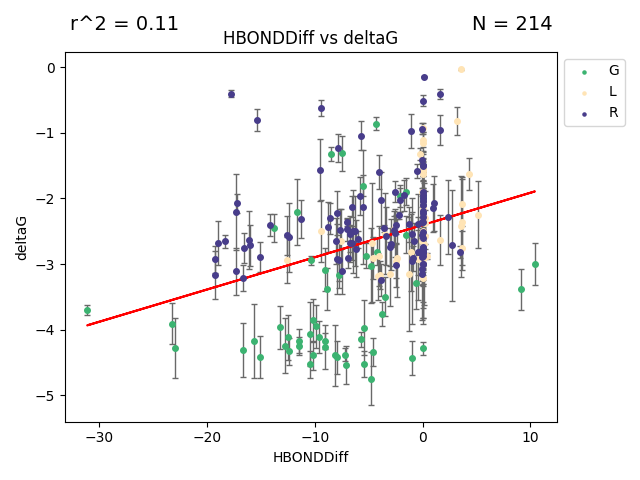 r^2 = 0.11
N = 214
HBONDDiff vs deltaG
G
L
R
deltaG
0
−1
−2
−3
−4
−5
−30
−20
−10
0
10
HBONDDiff